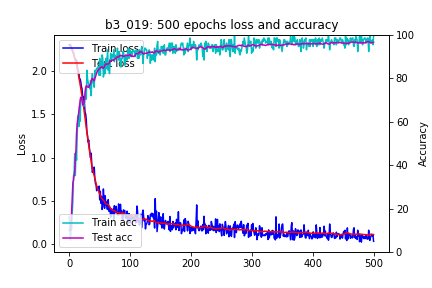 b3_019: 500 epochs loss and accuracy
Train loss
Test loss
2.0
1.5
1.0
0.5
0.0
Loss
100
80
60
40
20
0
Accuracy
Train acc
Test acc
0
100
200
300
400
500